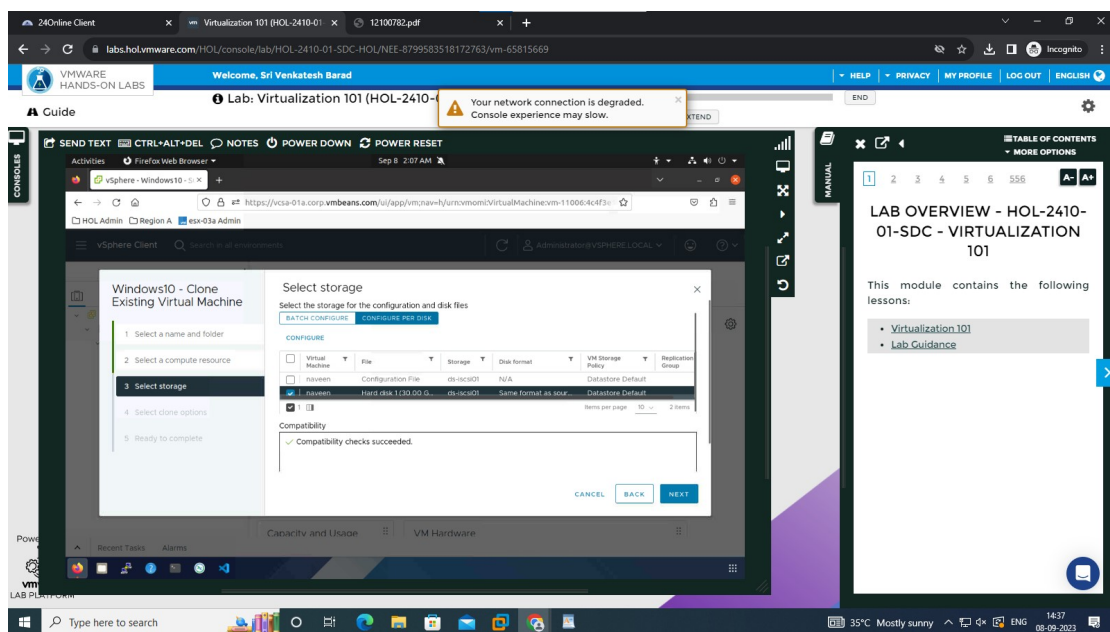 24Online Client
Virtualization 101 (HOL-2410-01-
12100782.pdf
labs.hol.vmware.com/HOL/console/lab/HOL-2410-01-SDC-HOL/NEE-8799583518172763/vm-65815669
Incognito
VMWARE
HANDS-ON LABS
Welcome, Sri Venkatesh Barad
HELP
PRIVACY
MY PROFILE
LOG OUT
ENGLISH
Lab: Virtualization 101 (HOL-2410-
Your network connection is degraded.
Console experience may slow.
END
Guide
SEND TEXT CTRL+ALT+DEL NOTES POWER DOWN POWER RESET
CONSOLES
Activities Firefox Web Browser
Sep 8 2:07 AM
vSphere - Windows10 - S
https://vcsa-01a.corp.vmbeans.com/ui/app/vm;nav=h/urn:vmomi:VirtualMachine:vm-11006:4c4f3
HOL Admin Region A esx-03a Admin
vSphere Client
Search in all environments
Administrator@VSPHERE.LOCAL
Windows10 - Clone
Existing Virtual Machine
1 Select a name and folder
2 Select a compute resource
3 Select storage
4 Select clone options
5 Ready to complete
Select storage
Select the storage for the configuration and disk files
BATCH CONFIGURE CONFIGURE PER DISK
CONFIGURE
Virtual Machine File Storage Disk format VM Storage Policy Replication Group
naveen Configuration File ds-iscsi01 N/A Datastore Default
naveen Hard disk 1 (30.00 G... ds-iscsi01 Same format as sour... Datastore Default
1
Items per page 10 2 items
Compatibility
Compatibility checks succeeded.
CANCEL BACK NEXT
Capacity and Usage
VM Hardware
Recent Tasks Alarms
MANUAL
TABLE OF CONTENTS
MORE OPTIONS
1 2 3 4 5 6 556
A- A+
LAB OVERVIEW - HOL-2410-
01-SDC - VIRTUALIZATION
101
This module contains the following
lessons:
Virtualization 101
Lab Guidance
Type here to search
35°C Mostly sunny
ENG
14:37
08-09-2023